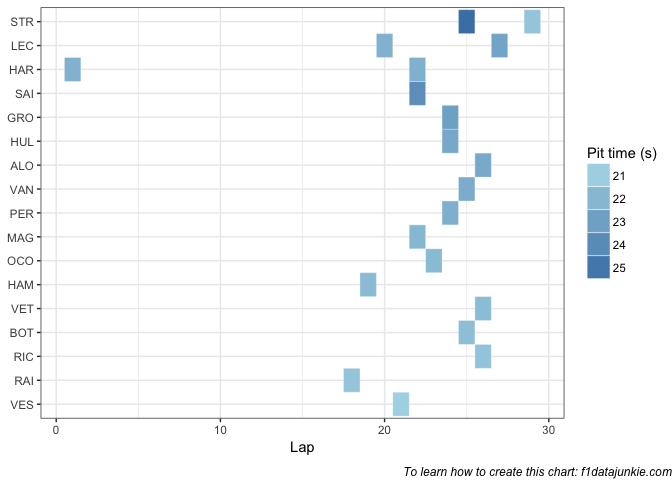 STR
LEC
HAR
SAI
GRO
HUL
ALO
VAN
PER
MAG
OCO
HAM
VET
BOT
RIC
RAI
VES
0 10 20 30
Lap
Pit time (s)
21
22
23
24
25
To learn how to create this chart: f1datajunkie.com